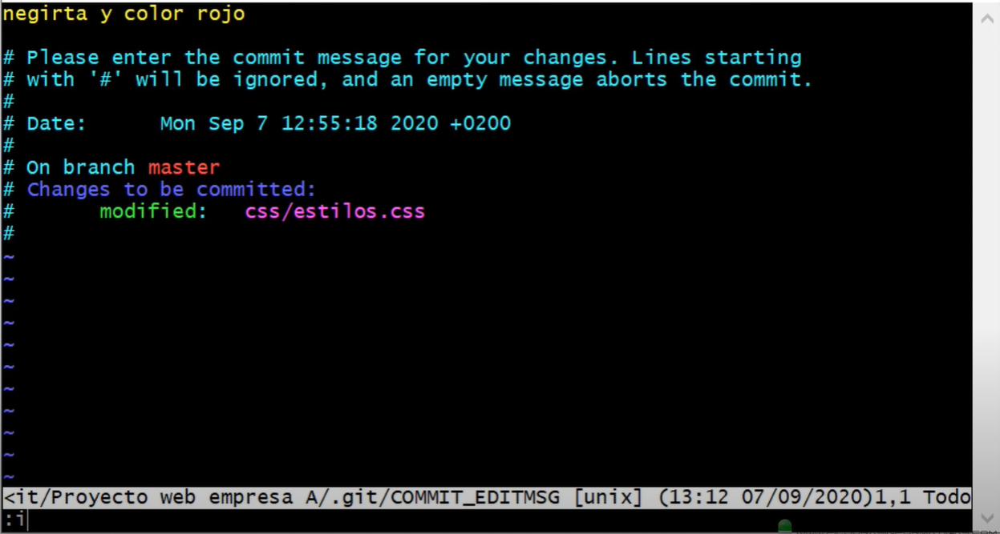 negirta y color rojo
# Please enter the commit message for your changes. Lines starting
# with '#' will be ignored, and an empty message aborts the commit.
#
# Date:      Mon Sep 7 12:55:18 2020 +0200
#
# On branch master
# Changes to be committed:
#       modified:   css/estilos.css
#
~
~
~
~
~
~
~
~
~
~
~
<it/Proyecto web empresa A/.git/COMMIT_EDITMSG [unix] (13:12 07/09/2020)1,1 Todo
:i